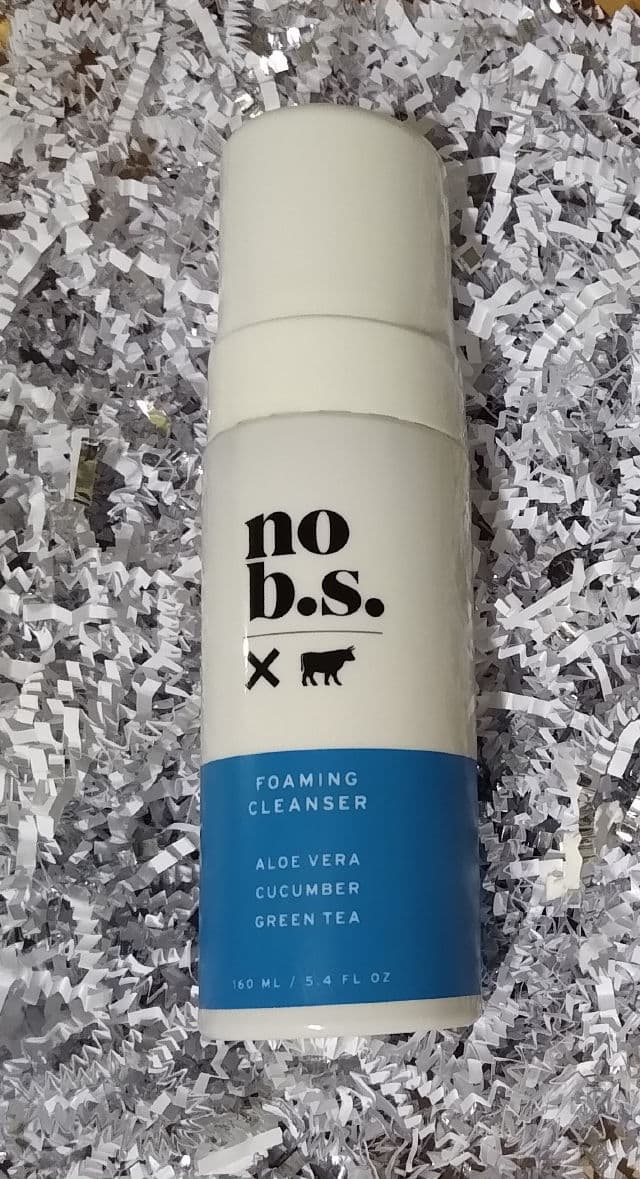 no
b.s.
FOAMING
CLEANSER
ALOE VERA
CUCUMBER
GREEN TEA
160 ML / 5.4 FL OZ